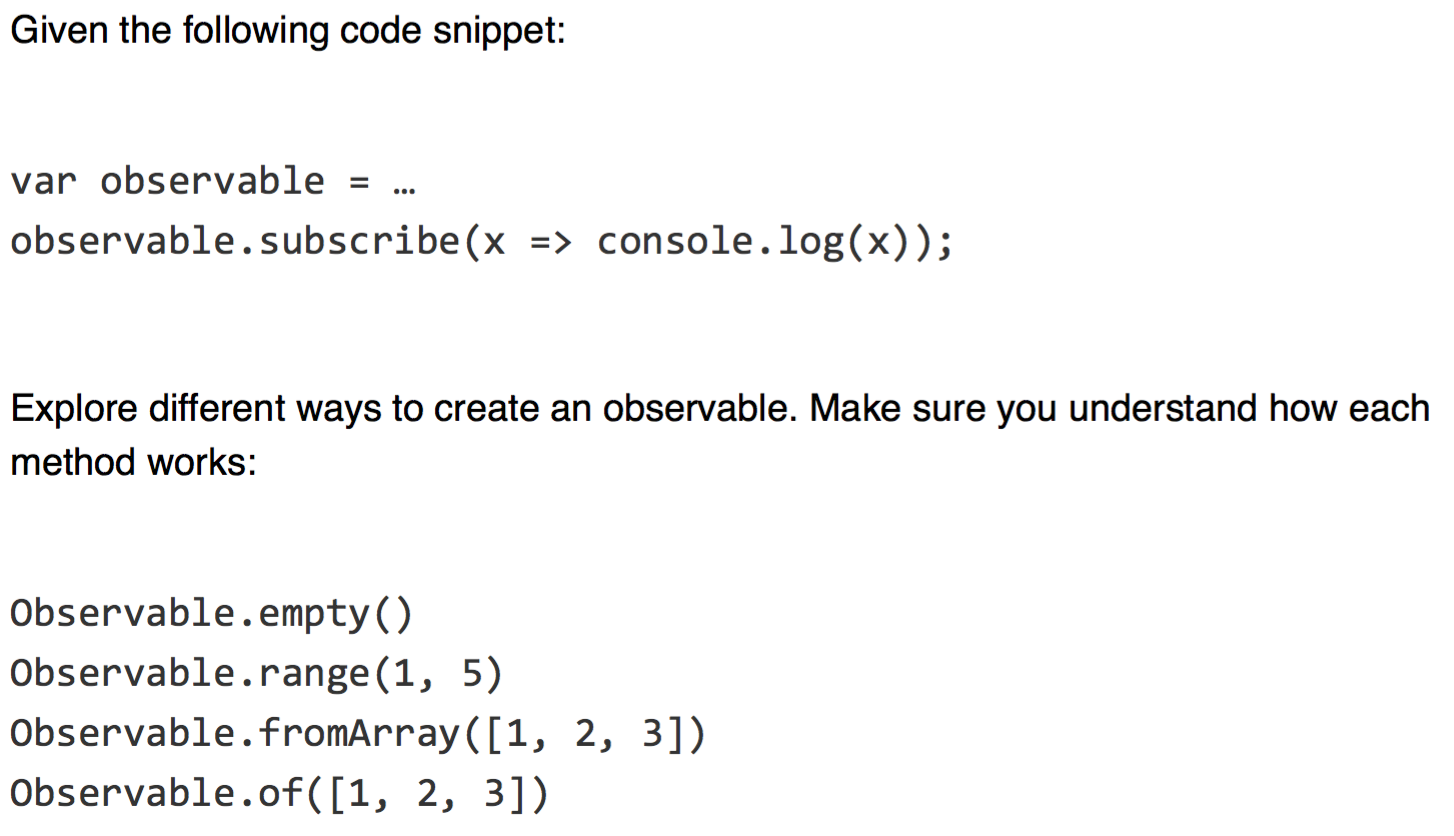 Given the following code snippet:
var observable = …
observable.subscribe(x => console.log(x));
Explore different ways to create an observable. Make sure you understand how each
method works:
Observable.empty()
Observable.range(1, 5)
Observable.fromArray([1, 2, 3])
Observable.of([1, 2, 3])